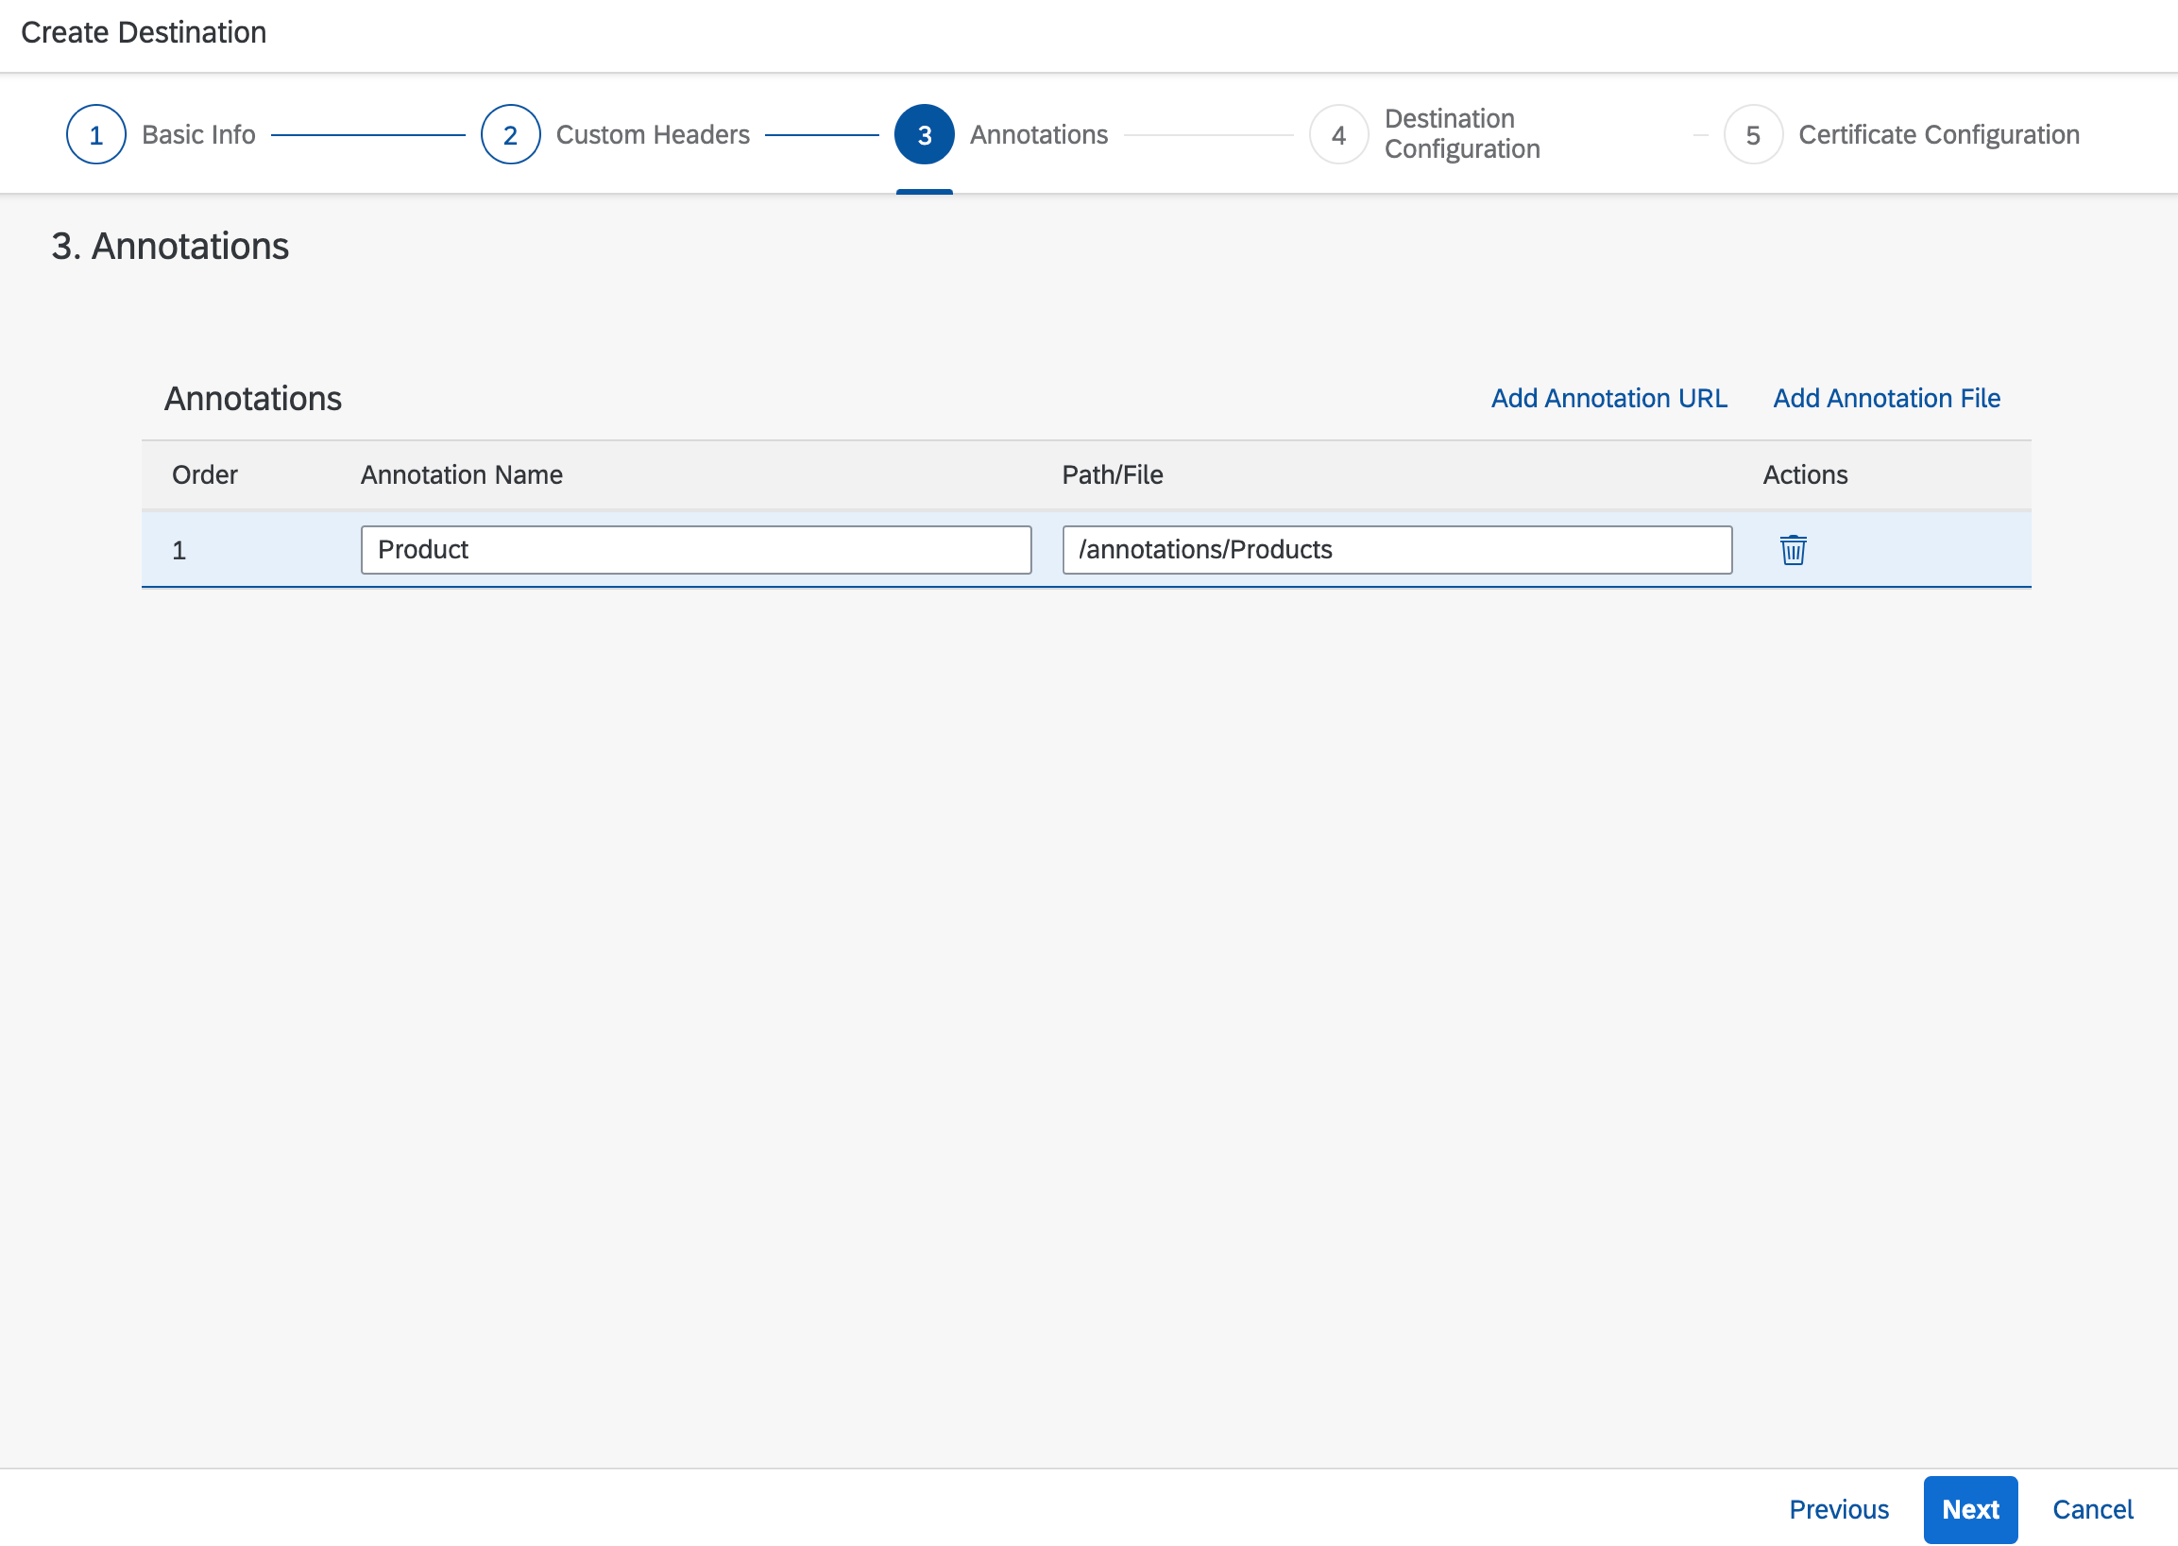 Create Destination
1 Basic Info 2 Custom Headers 3 Annotations 4 Destination Configuration 5 Certificate Configuration
3. Annotations
Annotations Add Annotation URL Add Annotation File
Order Annotation Name Path/File Actions
1 Product /annotations/Products
Previous Next Cancel